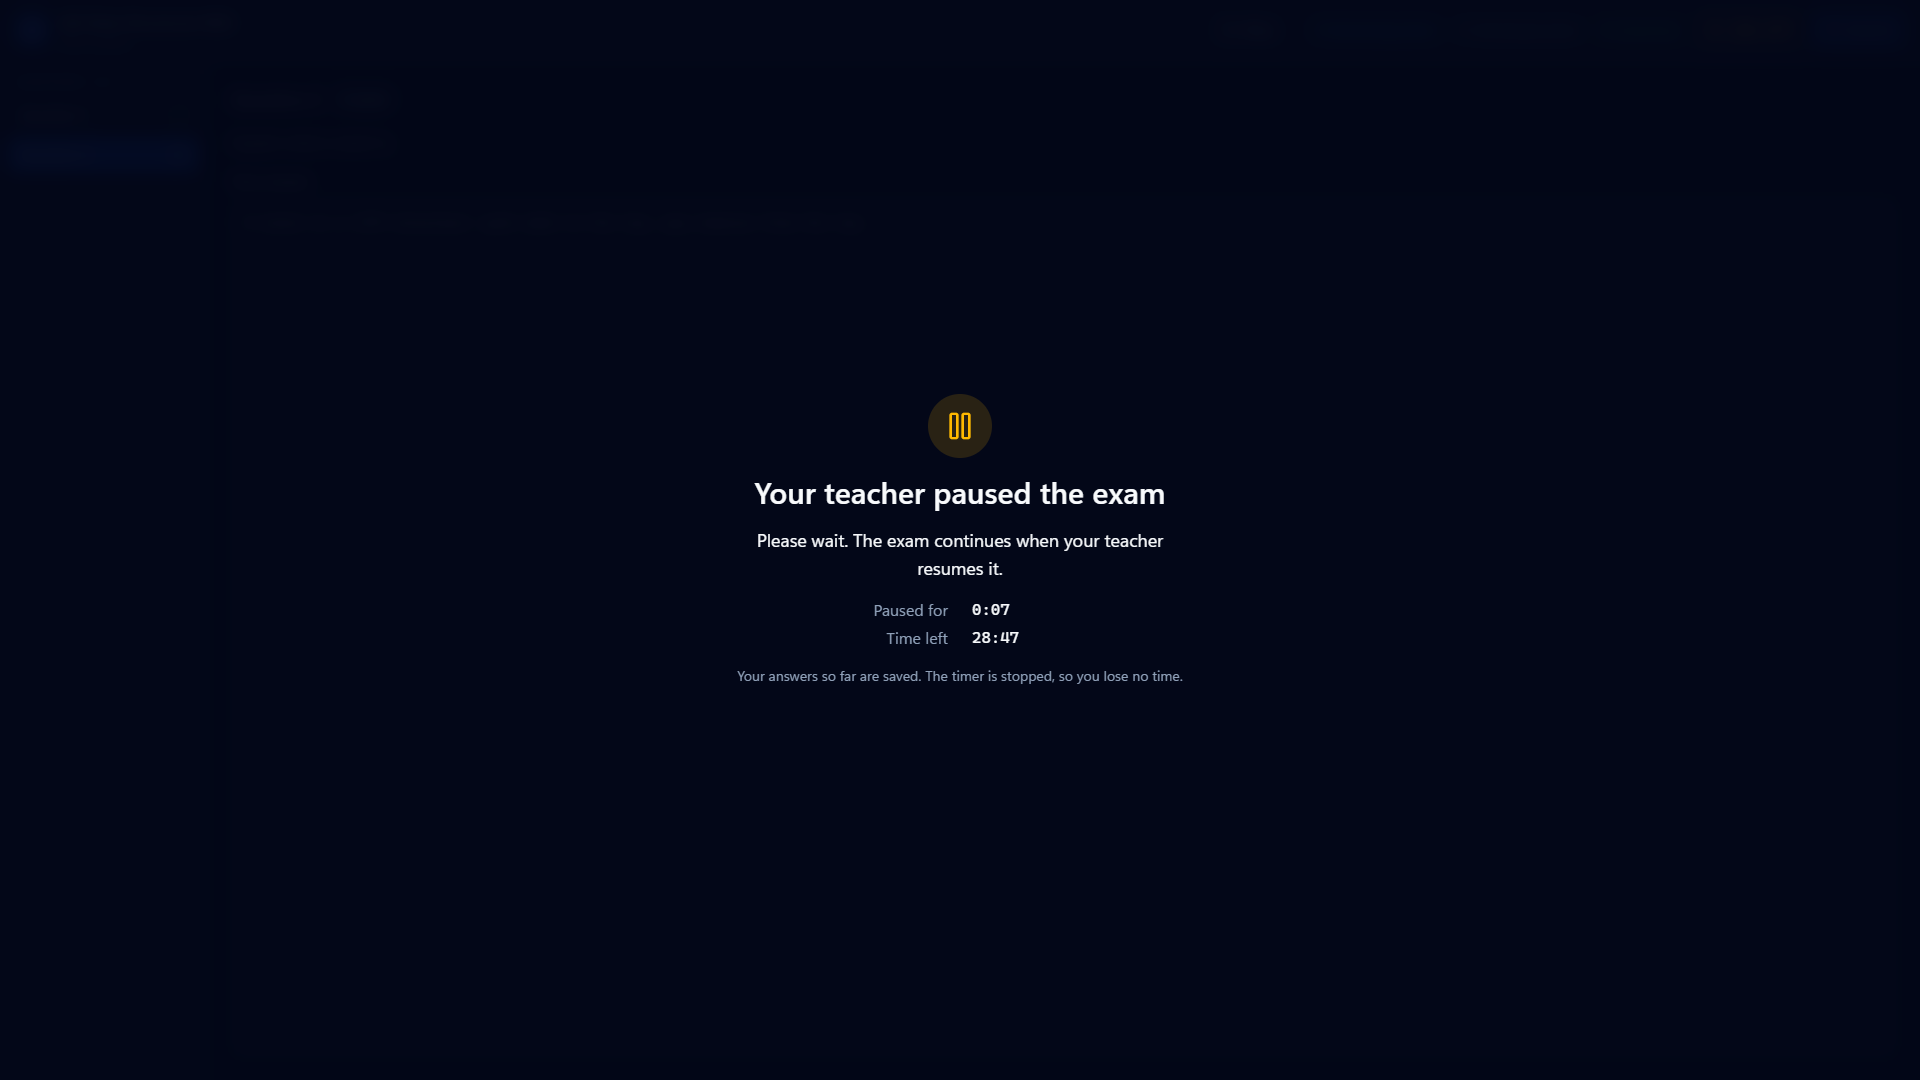 Your teacher paused the exam
Please wait. The exam continues when your teacher
resumes it.
Paused for 0:07
Time left 28:47
Your answers so far are saved. The timer is stopped, so you lose no time.